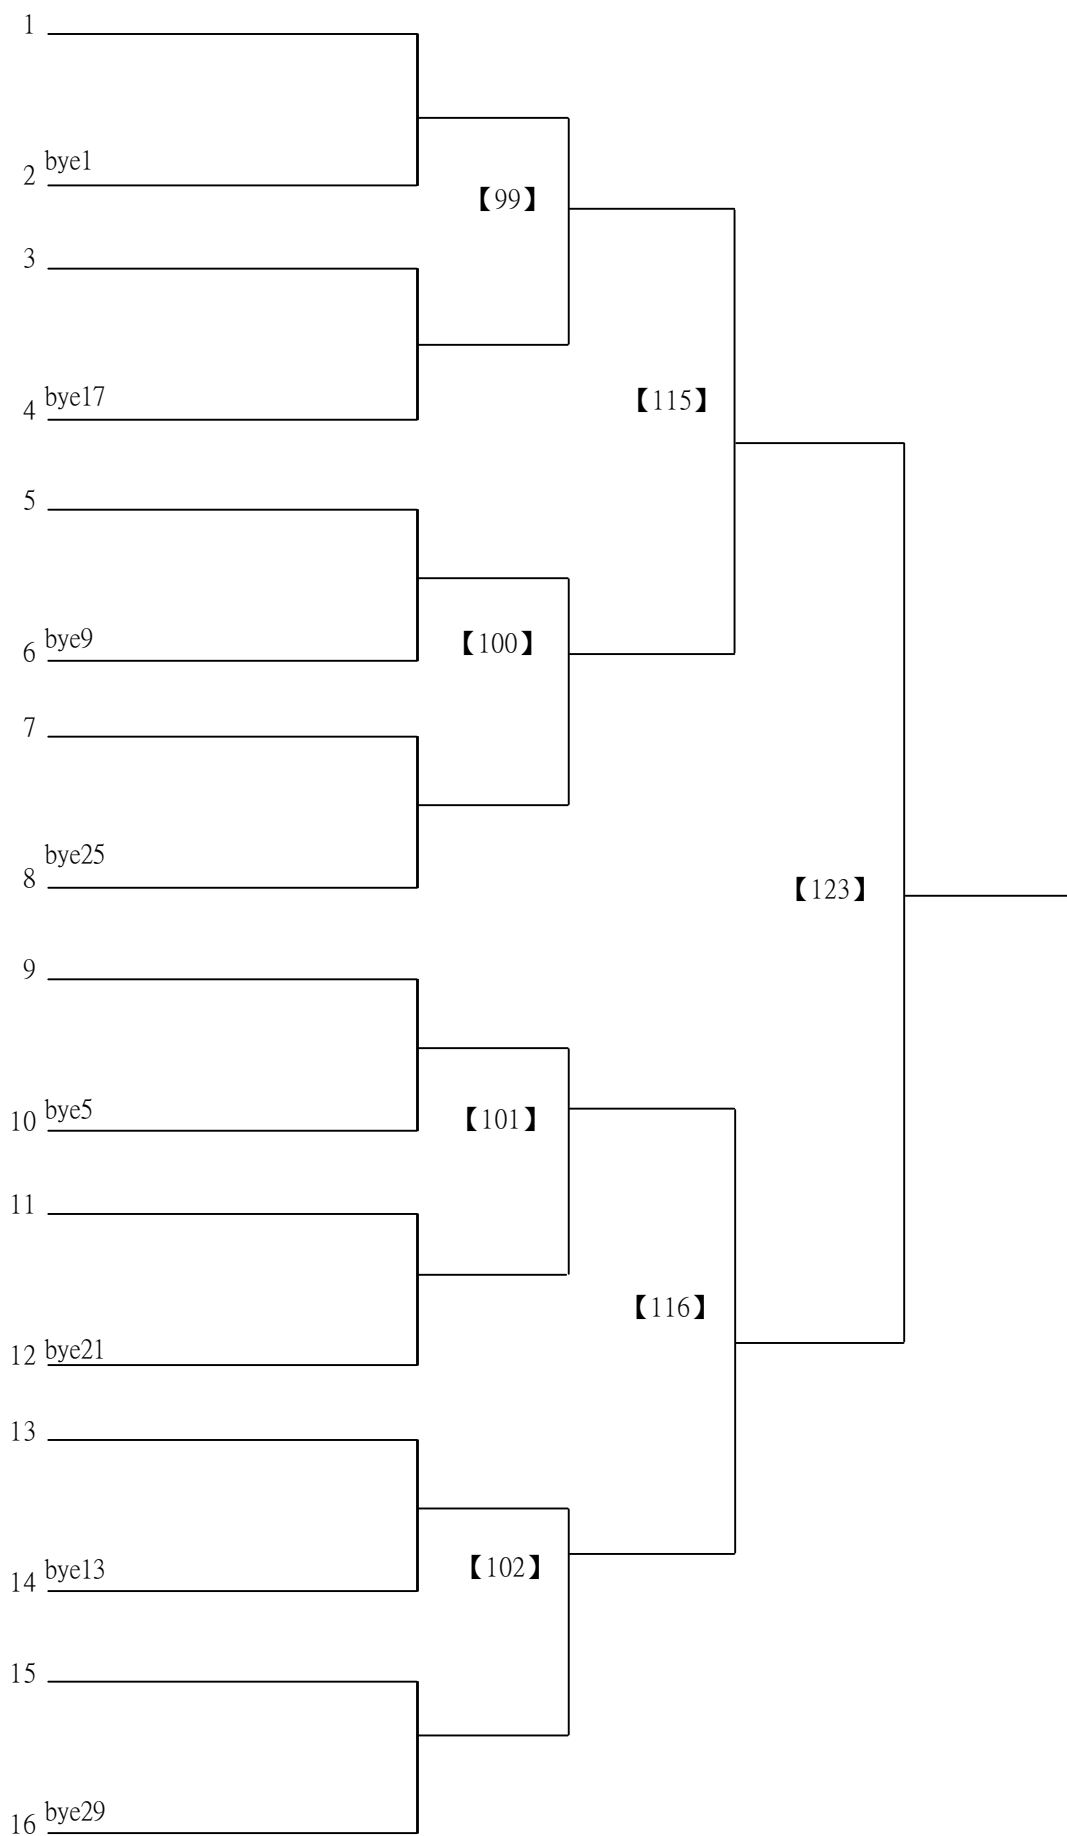 1
2 bye1
【99】
3
4 bye17
【115】
5
6 bye9
【100】
7
8 bye25
【123】
9
10 bye5
【101】
11
【116】
12 bye21
13
14 bye13
【102】
15
16 bye29